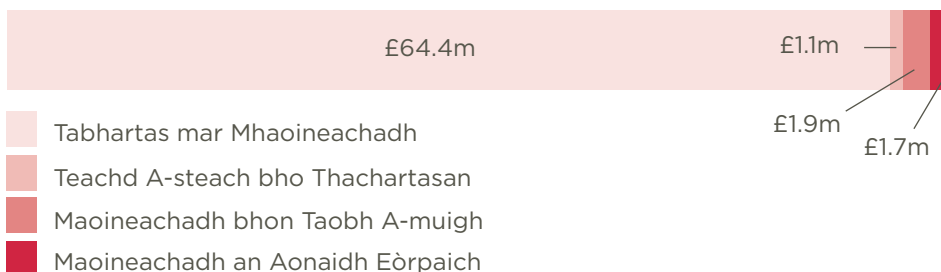 £64.4m
£1.1m
£1.9m
£1.7m
Tabhartas mar Mhaoineachadh
Teachd A-steach bho Thachartasan
Maoineachadh bhon Taobh A-muigh
Maoineachadh an Aonaidh Eòrpaich